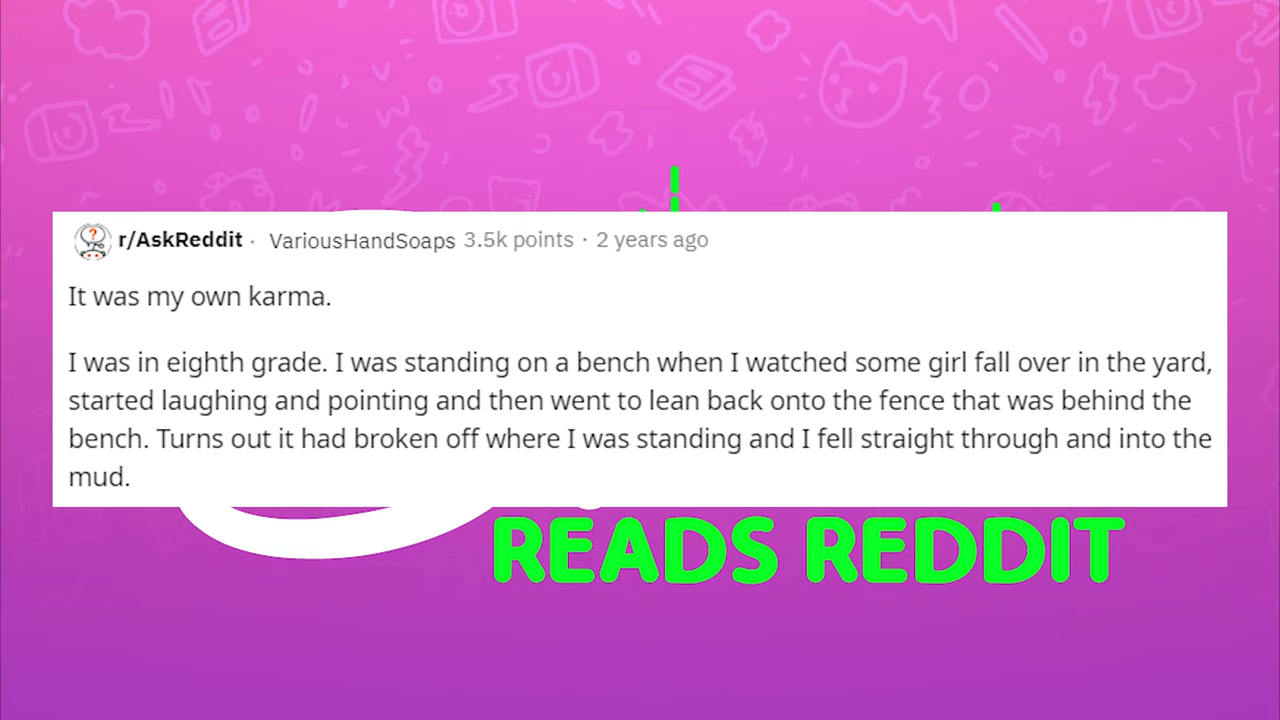 r/AskReddit · VariousHandSoaps 3.5k points · 2 years ago
It was my own karma.
I was in eighth grade. I was standing on a bench when I watched some girl fall over in the yard,
started laughing and pointing and then went to lean back onto the fence that was behind the
bench. Turns out it had broken off where I was standing and I fell straight through and into the
mud.
READS REDDIT